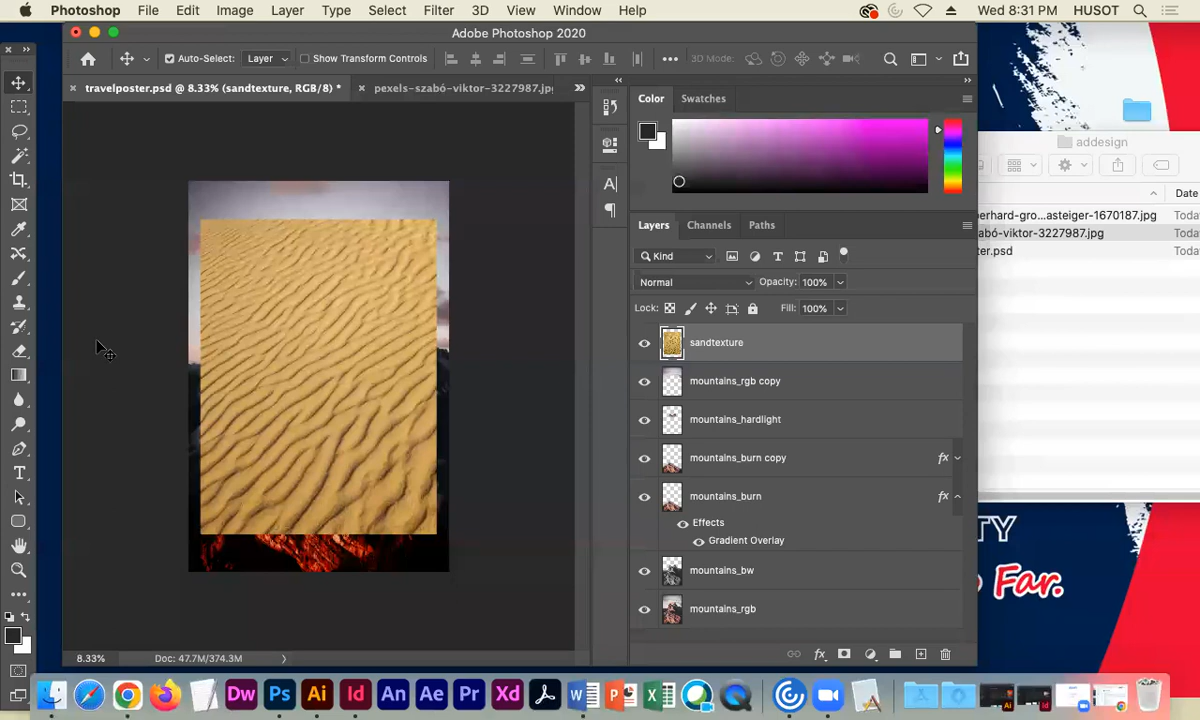 Photoshop File Edit Image Layer Type Select Filter 3D View Window Help Wed 8:31 PM HUSOT
Adobe Photoshop 2020
Auto-Select: Layer Show Transform Controls 3D Mode:
travelposter.psd @ 8.33% (sandtexture, RGB/8) * pexels-szabó-viktor-3227987.jpg
Color Swatches
addesign
Date
berhard-gro...asteiger-1670187.jpg Toda
zabó-viktor-3227987.jpg Toda
ter.psd Toda
Layers Channels Paths
Kind
Normal Opacity: 100%
Lock: Fill: 100%
sandtexture
mountains_rgb copy
mountains_hardlight
mountains_burn copy fx
mountains_burn fx
Effects
Gradient Overlay
mountains_bw
mountains_rgb
TY
Far.
8.33% Doc: 47.7M/374.3M
fx
Dw Ps Ai Id An Ae Pr Xd